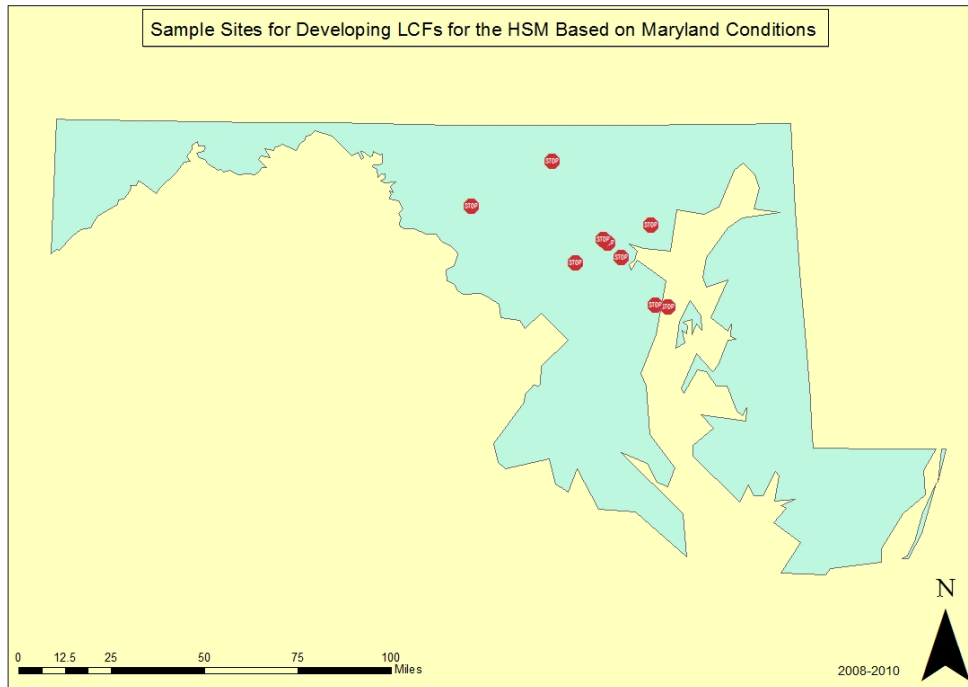 Sample Sites for Developing LCFs for the HSM Based on Maryland Conditions
STOP
STOP
STOP
STOP
STOP
STOP
STOP
STOP
N
0 12.5 25 50 75 100
Miles
2008-2010